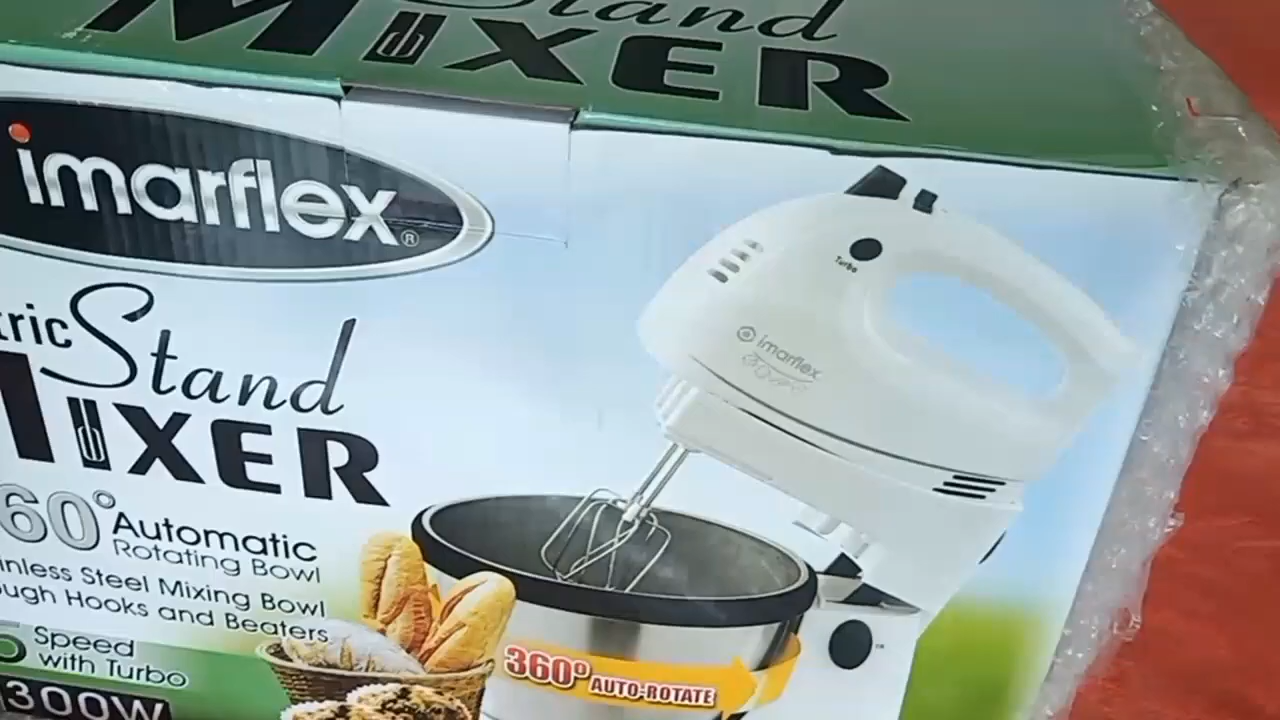 Stand
MIXER
imarflex®
tric Stand
MIXER
60° Automatic
Rotating Bowl
inless Steel Mixing Bowl
ugh Hooks and Beaters
Speed
with Turbo
300W
Turbo
imarflex
360° AUTO-ROTATE